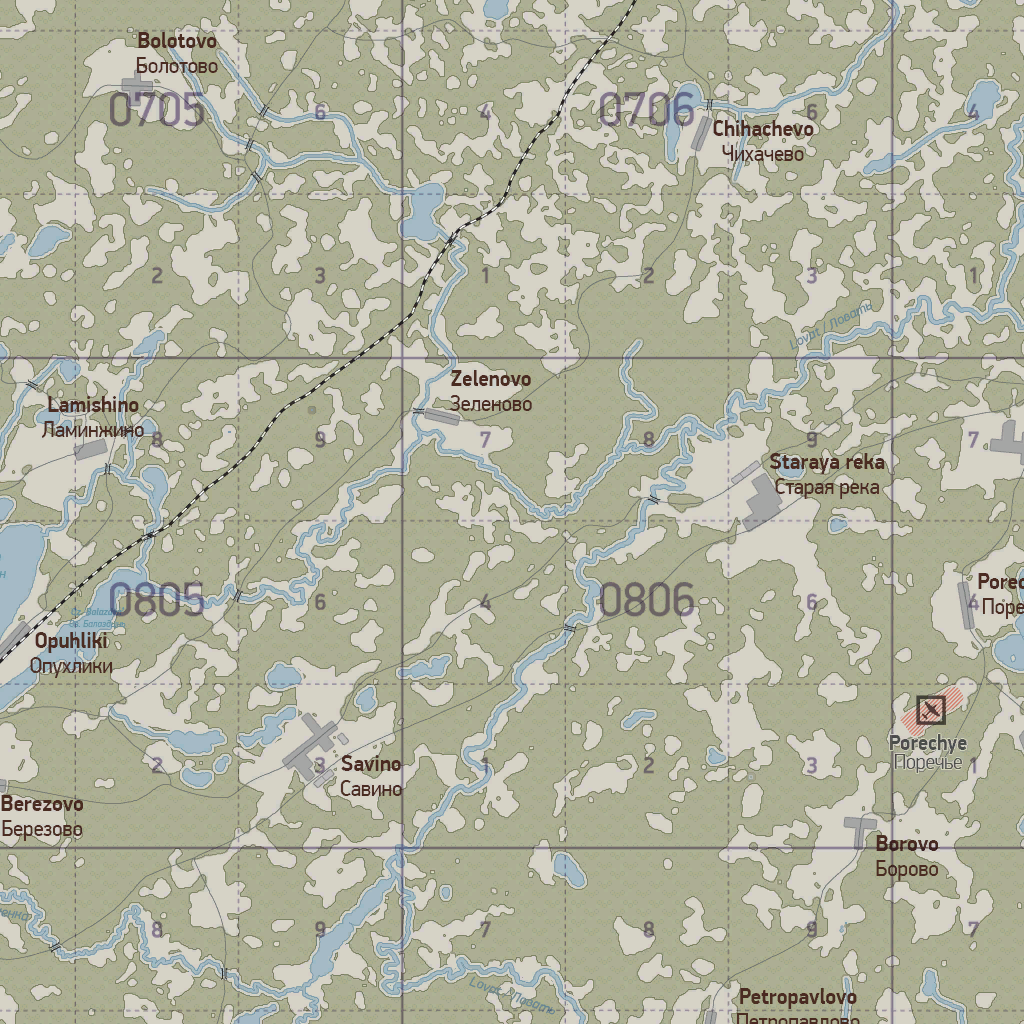 Bolotovo
Болотово
0705
6
4
0706
6
4
Chihachevo
Чихачево
2
3
1
2
3
1
Lovat / Ловать
Zelenovo
Зеленово
Lamishino
Ламинжино
8
9
7
8
9
7
Staraya reka
Старая река
0805
6
4
0806
6
4
Opuhliki
Опухлики
Porechye
Поречье
2
3
1
2
3
1
Savino
Савино
Berezovo
Березово
Borovo
Борово
8
9
7
8
9
7
Lovat / Ловать
Petropavlovo
Петропавлово